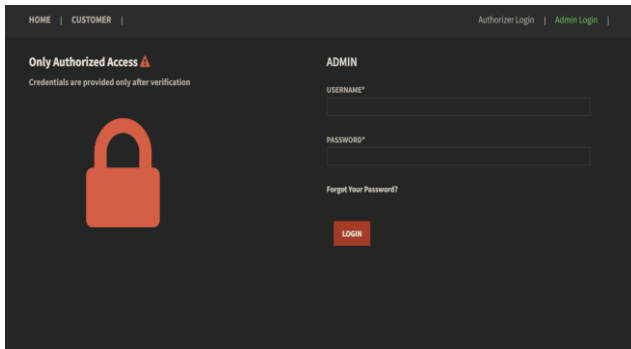 HOME | CUSTOMER |
Authorizer Login | Admin Login |
Only Authorized Access
Credentials are provided only after verification
ADMIN
USERNAME*
PASSWORD*
Forgot Your Password?
LOGIN